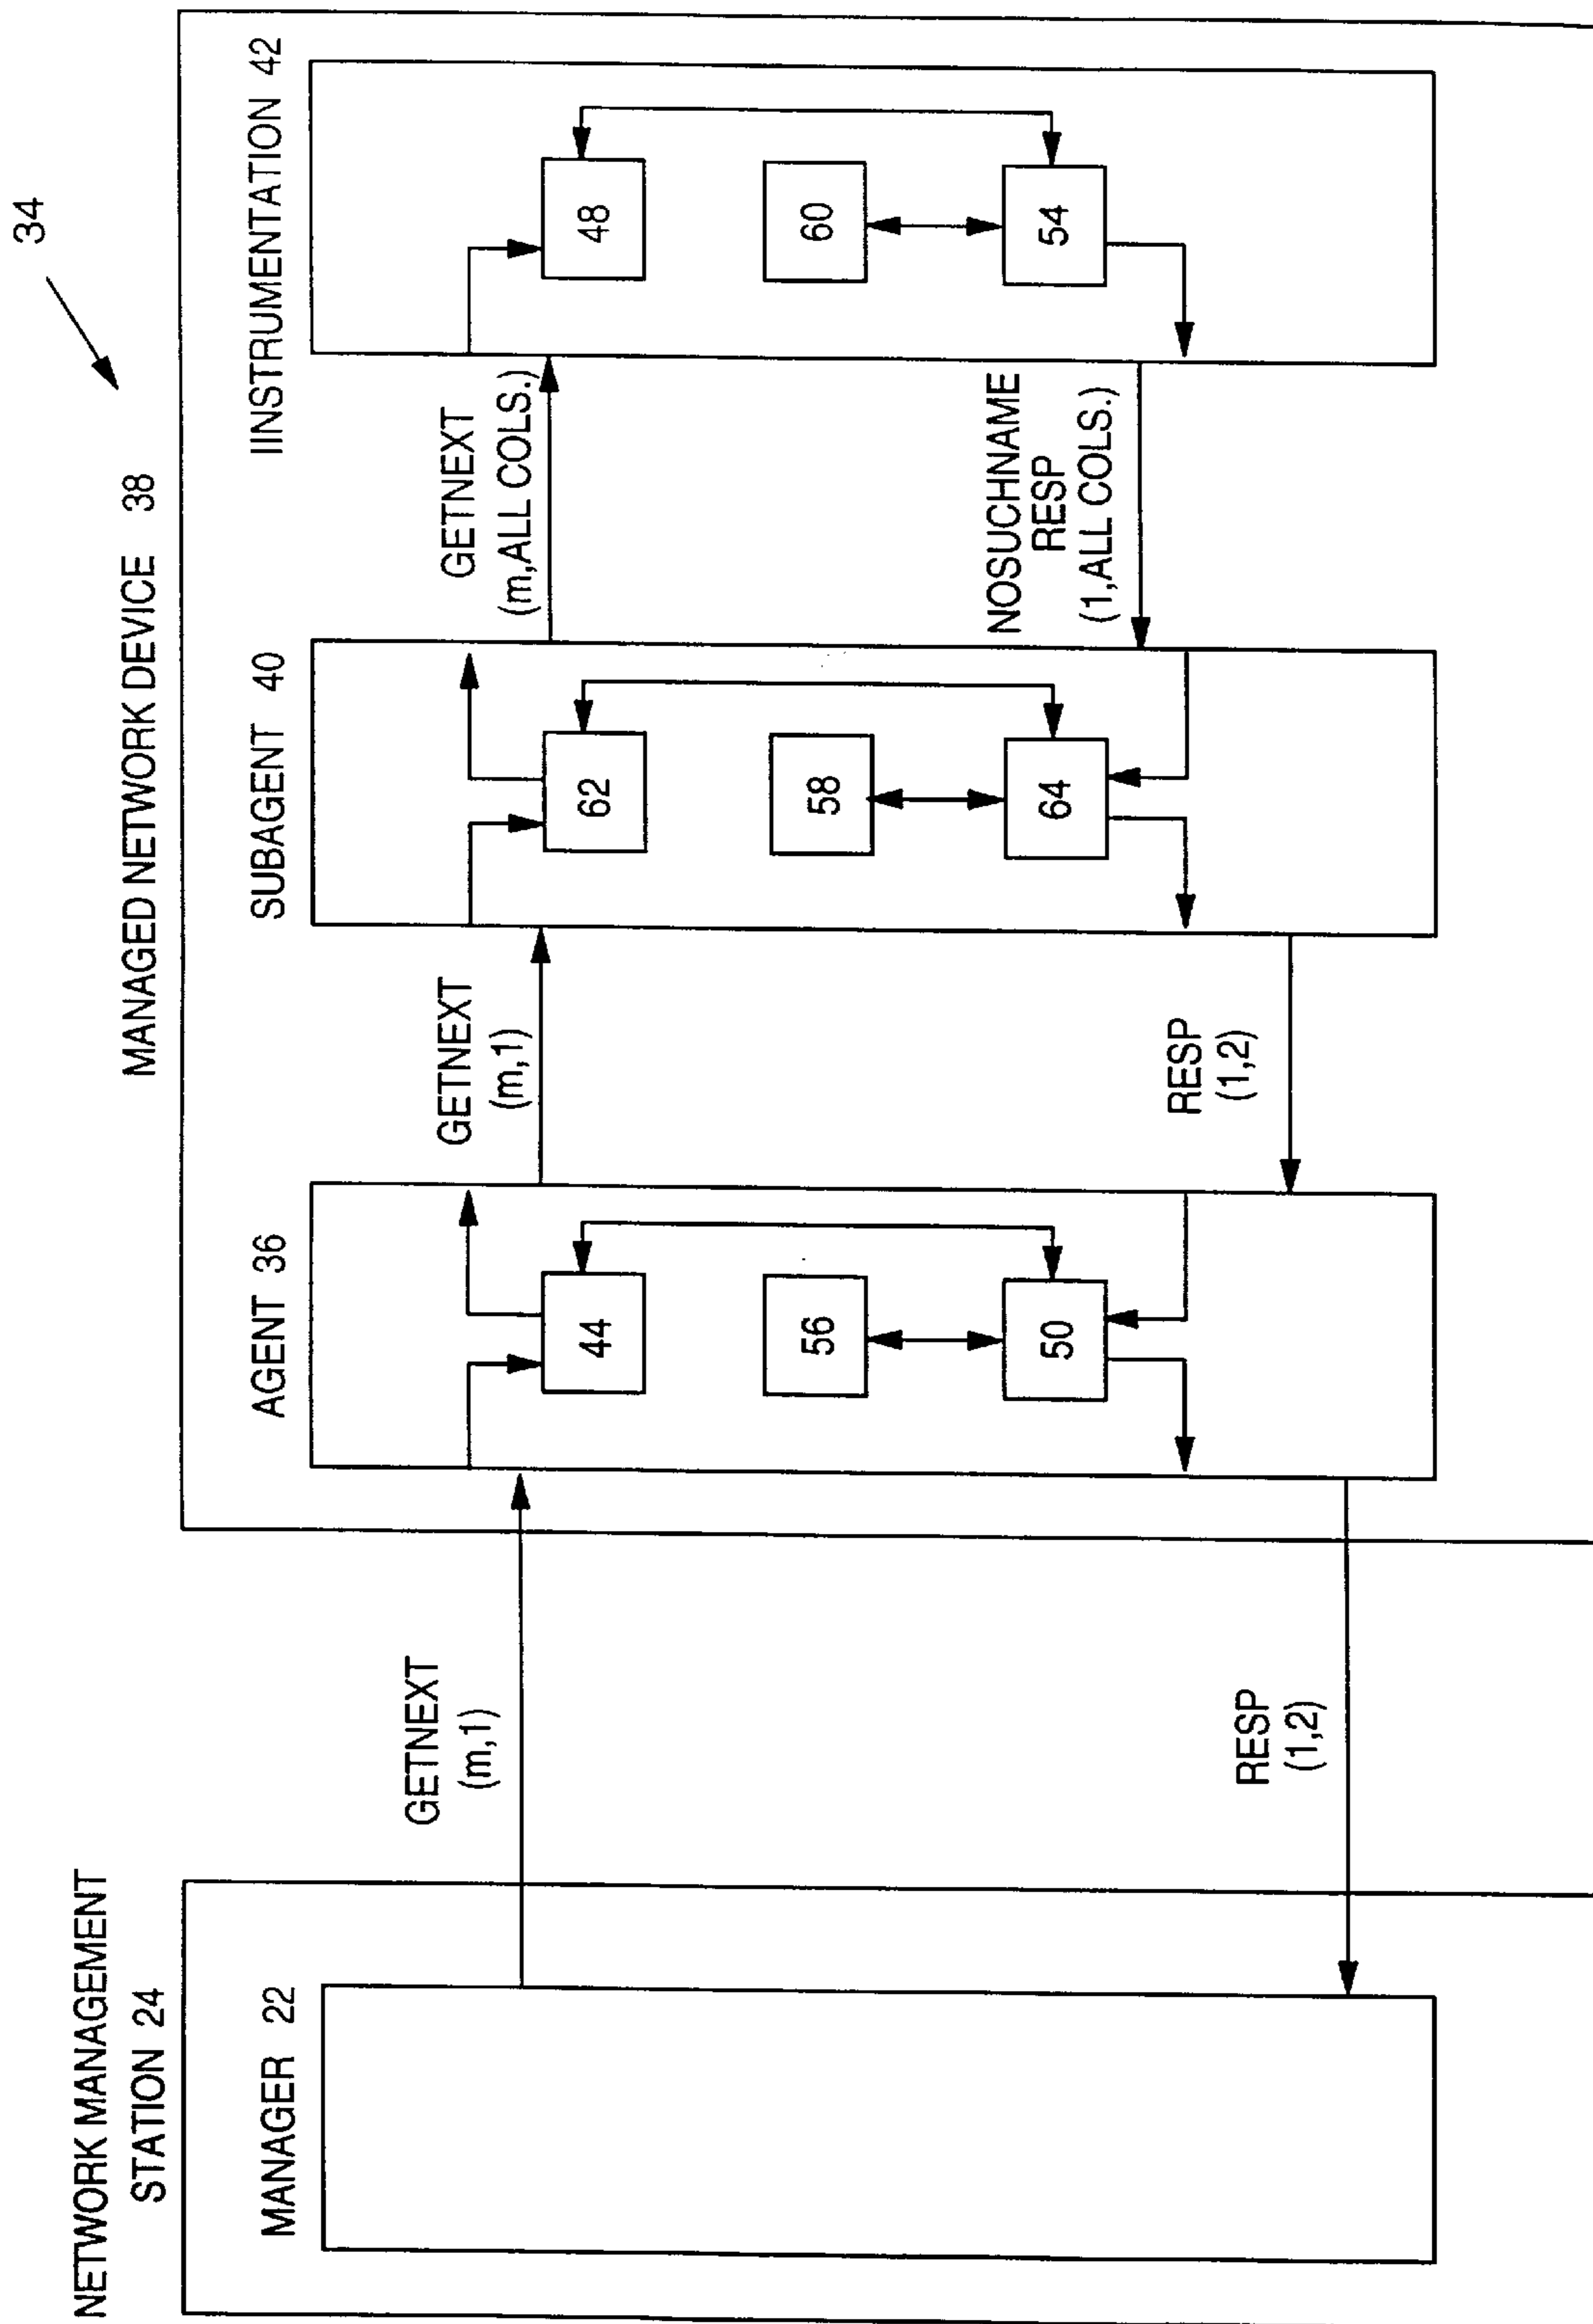 34
NETWORK MANAGEMENT
STATION 24
MANAGED NETWORK DEVICE 38
MANAGER 22
AGENT 36
SUBAGENT 40
IINSTRUMENTATION 42
GETNEXT
(m,1)
GETNEXT
(m,1)
GETNEXT
(m,ALL COLS.)
44
62
48
56
58
60
50
64
54
RESP
(1,2)
RESP
(1,2)
NOSUCHNAME
RESP
(1,ALL COLS.)